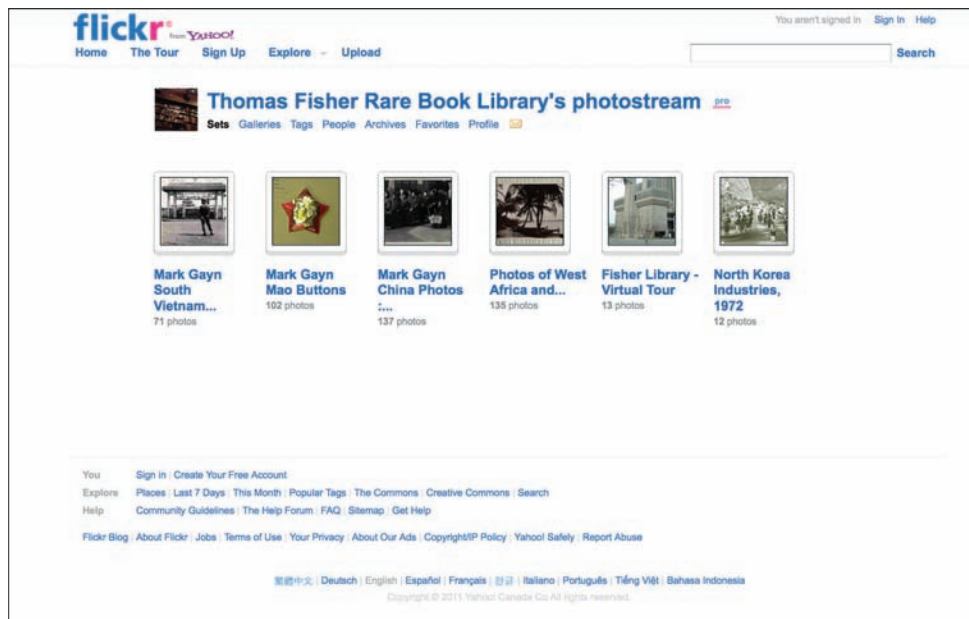 flickr from YAHOO!
You aren't signed in Sign In Help
Home The Tour Sign Up Explore Upload
Search
Thomas Fisher Rare Book Library's photostream pro
Sets Galleries Tags People Archives Favorites Profile
Mark Gayn
South
Vietnam...
71 photos
Mark Gayn
Mao Buttons
102 photos
Mark Gayn
China Photos
:...
137 photos
Photos of West
Africa and...
135 photos
Fisher Library -
Virtual Tour
13 photos
North Korea
Industries,
1972
12 photos
You Sign in | Create Your Free Account
Explore Places | Last 7 Days | This Month | Popular Tags | The Commons | Creative Commons | Search
Help Community Guidelines | The Help Forum | FAQ | Sitemap | Get Help
Flickr Blog | About Flickr | Jobs | Terms of Use | Your Privacy | About Our Ads | Copyright/IP Policy | Yahoo! Safely | Report Abuse
繁體中文 | Deutsch | English | Español | Français | 한글 | Italiano | Português | Tiếng Việt | Bahasa Indonesia
Copyright © 2011 Yahoo! Canada Co All rights reserved.